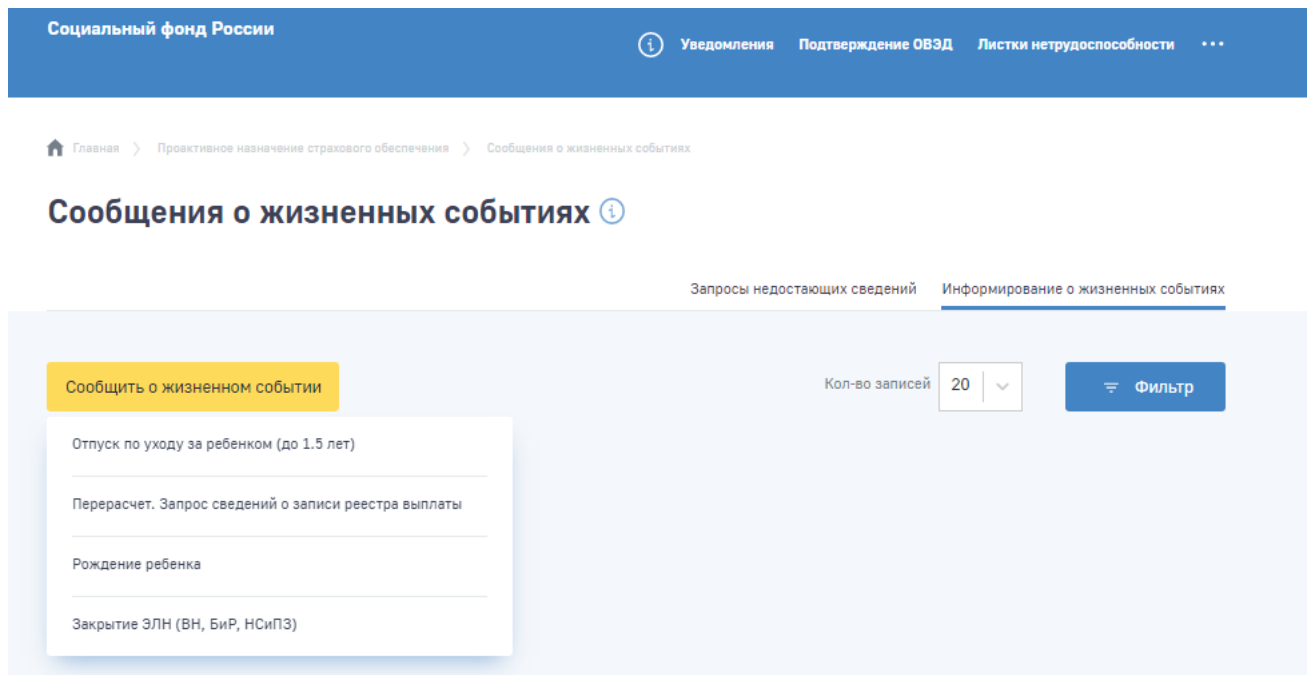 Социальный фонд России
Уведомления Подтверждение ОВЭД Листки нетрудоспособности ...
Главная > Проактивное назначение страхового обеспечения > Сообщения о жизненных событиях
Сообщения о жизненных событиях
Запросы недостающих сведений Информирование о жизненных событиях
Сообщить о жизненном событии Кол-во записей 20 Фильтр
Отпуск по уходу за ребенком (до 1.5 лет)
Перерасчет. Запрос сведений о записи реестра выплаты
Рождение ребенка
Закрытие ЭЛН (ВН, БиР, НСиПЗ)